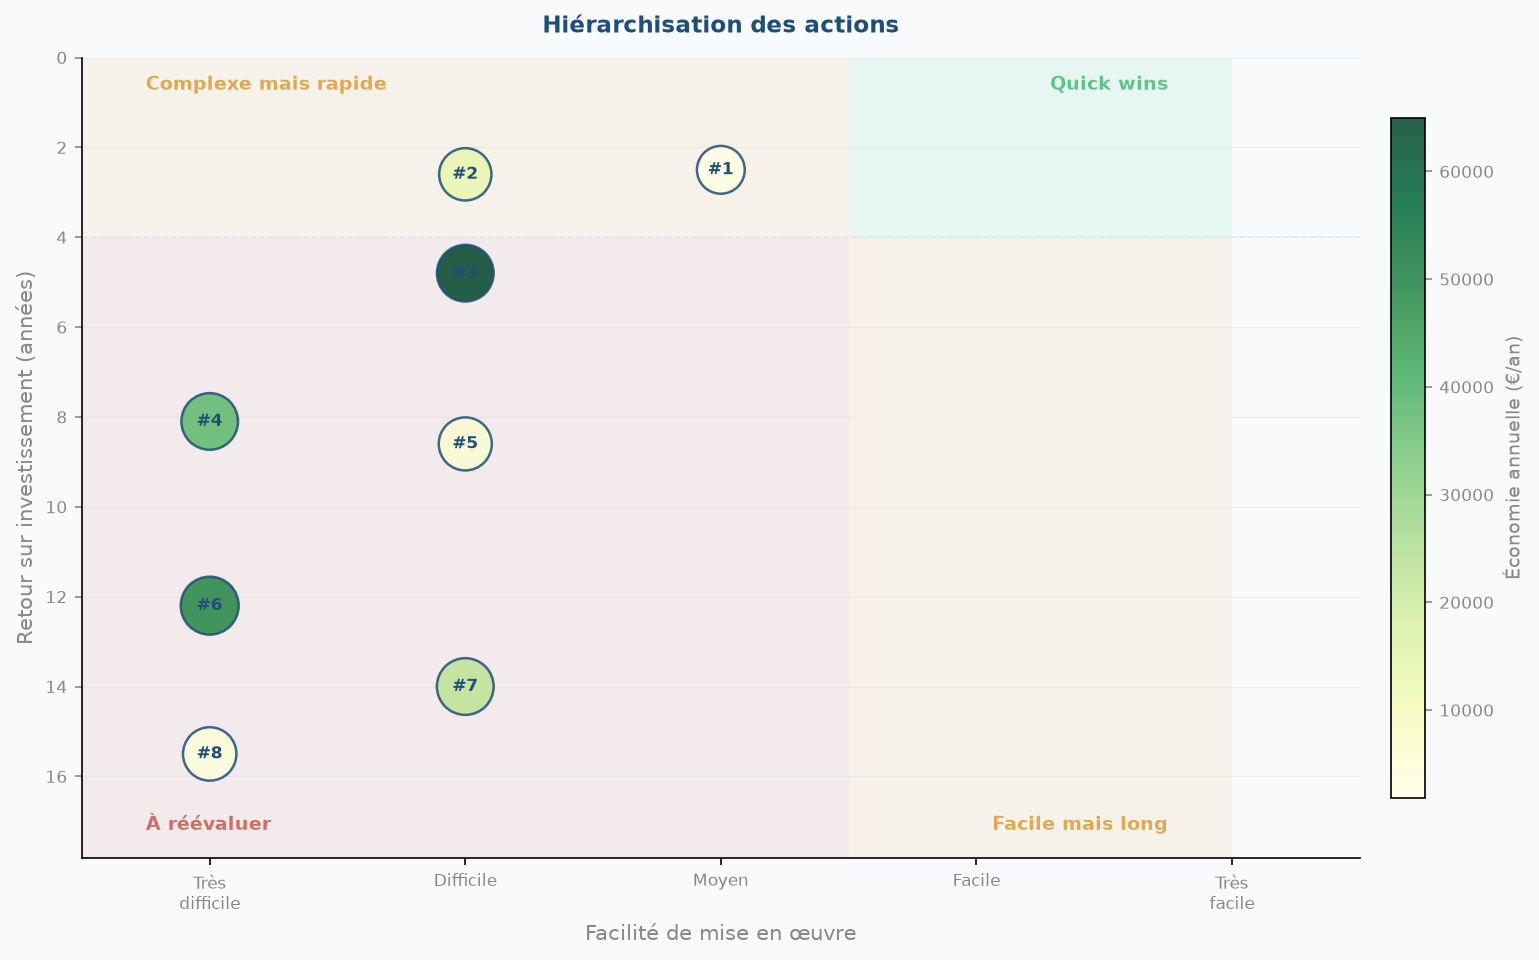 Hiérarchisation des actions
Complexe mais rapide
Quick wins
#2
#1
#3
#4
#5
#6
#7
#8
À réévaluer
Facile mais long
0
2
4
6
8
10
12
14
16
Retour sur investissement (années)
Très
difficile
Difficile
Moyen
Facile
Très
facile
Facilité de mise en œuvre
60000
50000
40000
30000
20000
10000
Économie annuelle (€/an)